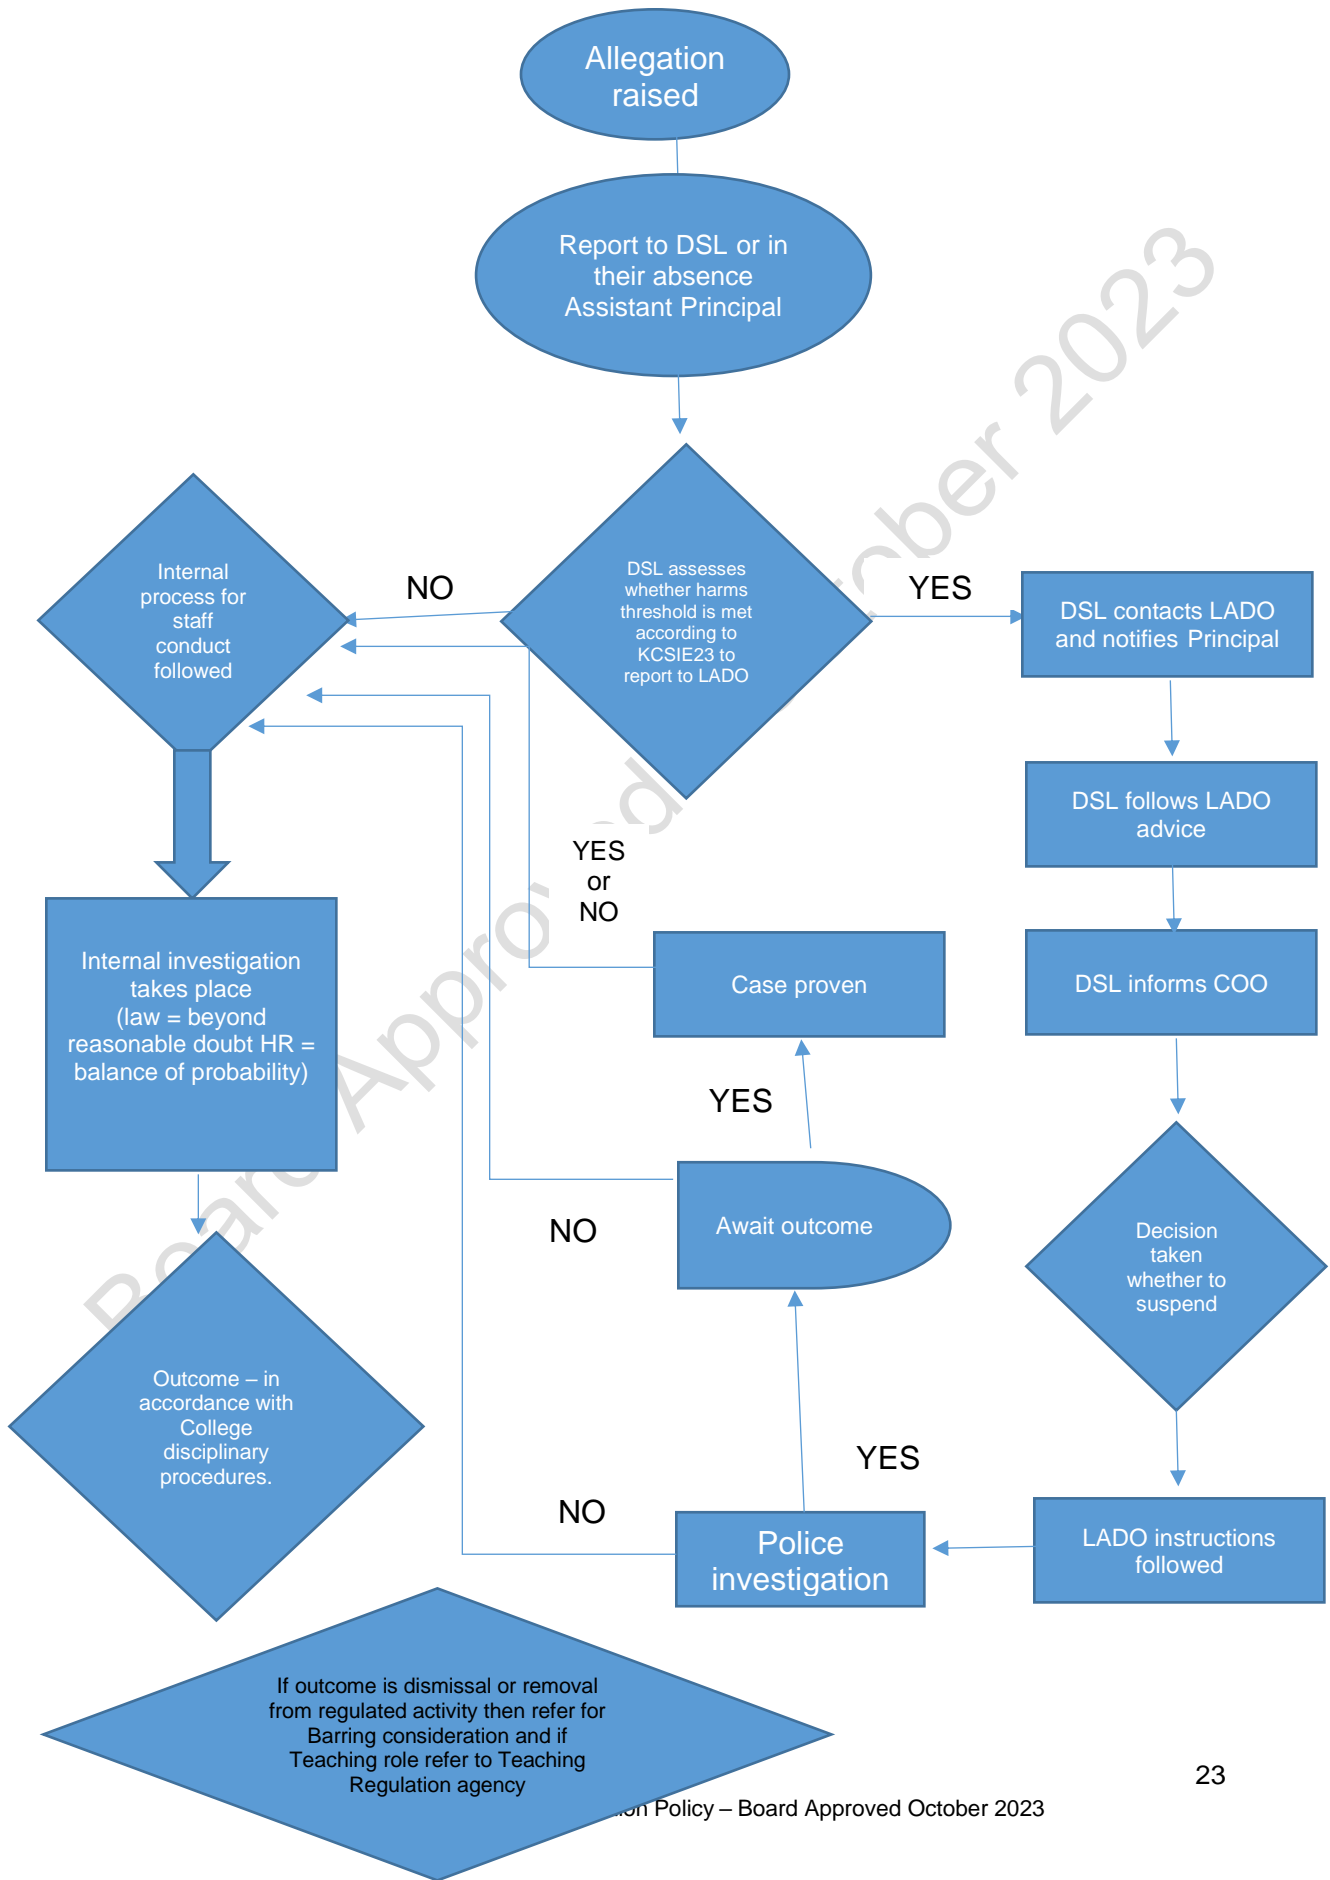 Allegation
raised
Report to DSL or in
their absence
Assistant Principal
Internal
process for
staff
conduct
followed
NO
DSL assesses
whether harms
threshold is met
according to
KCSIE23 to
report to LADO
YES
DSL contacts LADO
and notifies Principal
DSL follows LADO
advice
YES
or
NO
Internal investigation
takes place
(law = beyond
reasonable doubt HR =
balance of probability)
Case proven
DSL informs COO
YES
NO
Await outcome
Decision
taken
whether to
suspend
Outcome – in
accordance with
College
disciplinary
procedures.
YES
NO
Police
investigation
LADO instructions
followed
If outcome is dismissal or removal
from regulated activity then refer for
Barring consideration and if
Teaching role refer to Teaching
Regulation agency
23
Policy – Board Approved October 2023
2023